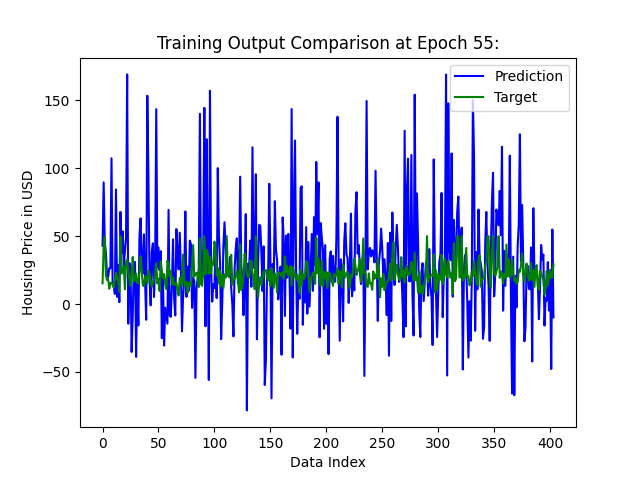 Training Output Comparison at Epoch 55:
Prediction
Target
Housing Price in USD
150
100
50
0
−50
0 50 100 150 200 250 300 350 400
Data Index